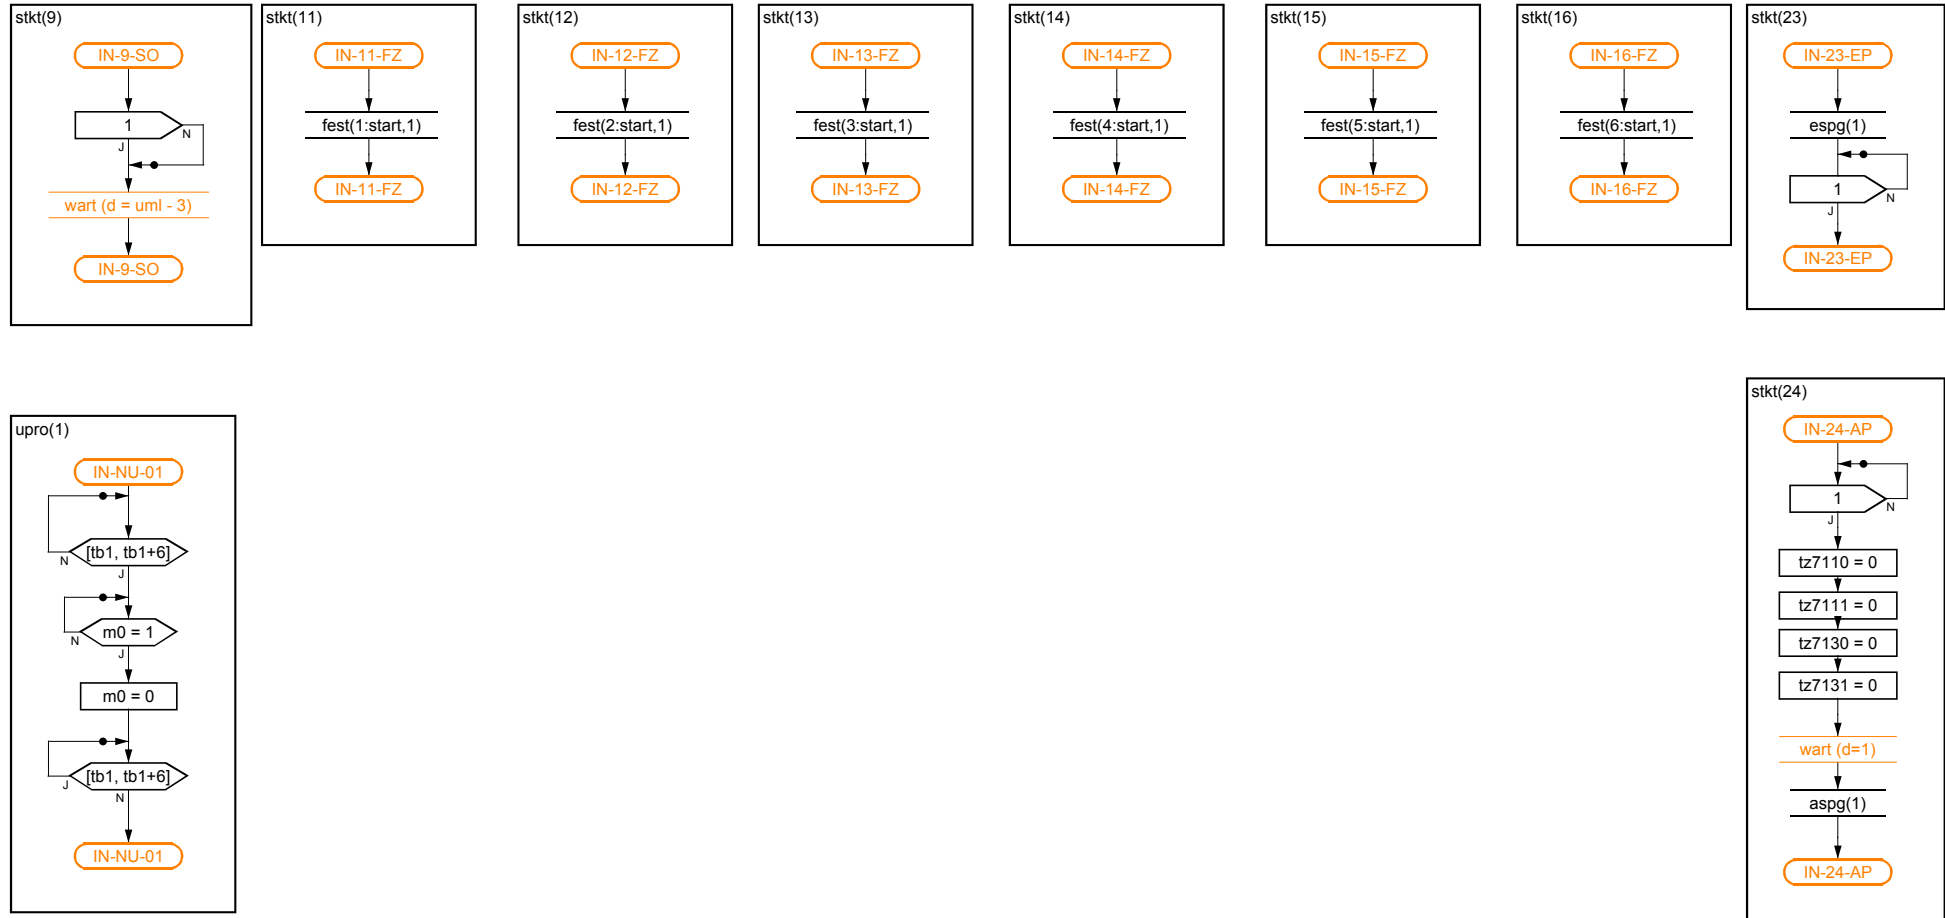 stkt(9)
IN-9-SO
1
N
J
wart (d = uml - 3)
IN-9-SO
stkt(11)
IN-11-FZ
fest(1:start,1)
IN-11-FZ
stkt(12)
IN-12-FZ
fest(2:start,1)
IN-12-FZ
stkt(13)
IN-13-FZ
fest(3:start,1)
IN-13-FZ
stkt(14)
IN-14-FZ
fest(4:start,1)
IN-14-FZ
stkt(15)
IN-15-FZ
fest(5:start,1)
IN-15-FZ
stkt(16)
IN-16-FZ
fest(6:start,1)
IN-16-FZ
stkt(23)
IN-23-EP
espg(1)
1
N
J
IN-23-EP
upro(1)
IN-NU-01
[tb1, tb1+6]
N
J
m0 = 1
N
J
m0 = 0
[tb1, tb1+6]
J
N
IN-NU-01
stkt(24)
IN-24-AP
1
N
J
tz7110 = 0
tz7111 = 0
tz7130 = 0
tz7131 = 0
wart (d=1)
aspg(1)
IN-24-AP